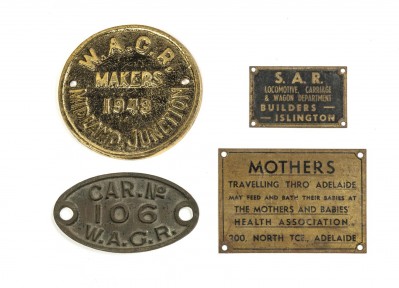 W.A.G.R.
MAKERS
1948
MIDLAND JUNCTION
S.A.R.
LOCOMOTIVE, CARRIAGE
& WAGON DEPARTMENT
BUILDERS —
— ISLINGTON
CAR. No.
106
W.A.G.R.
MOTHERS
TRAVELLING THRO ADELAIDE
MAY FEED AND BATH THEIR BABIES AT
THE MOTHERS AND BABIES'
HEALTH ASSOCIATION.
200 NORTH TCE., ADELAIDE